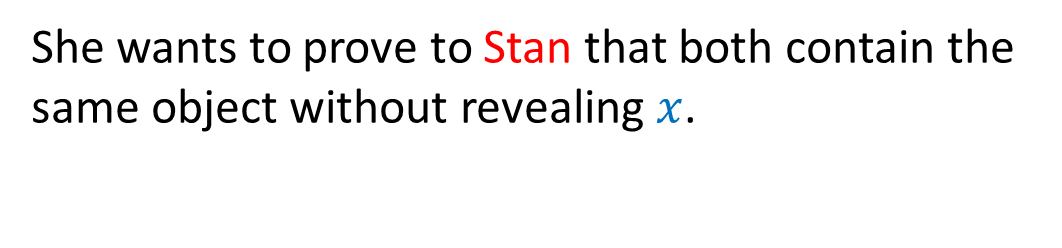 She wants to prove to Stan that both contain the
same object without revealing x.